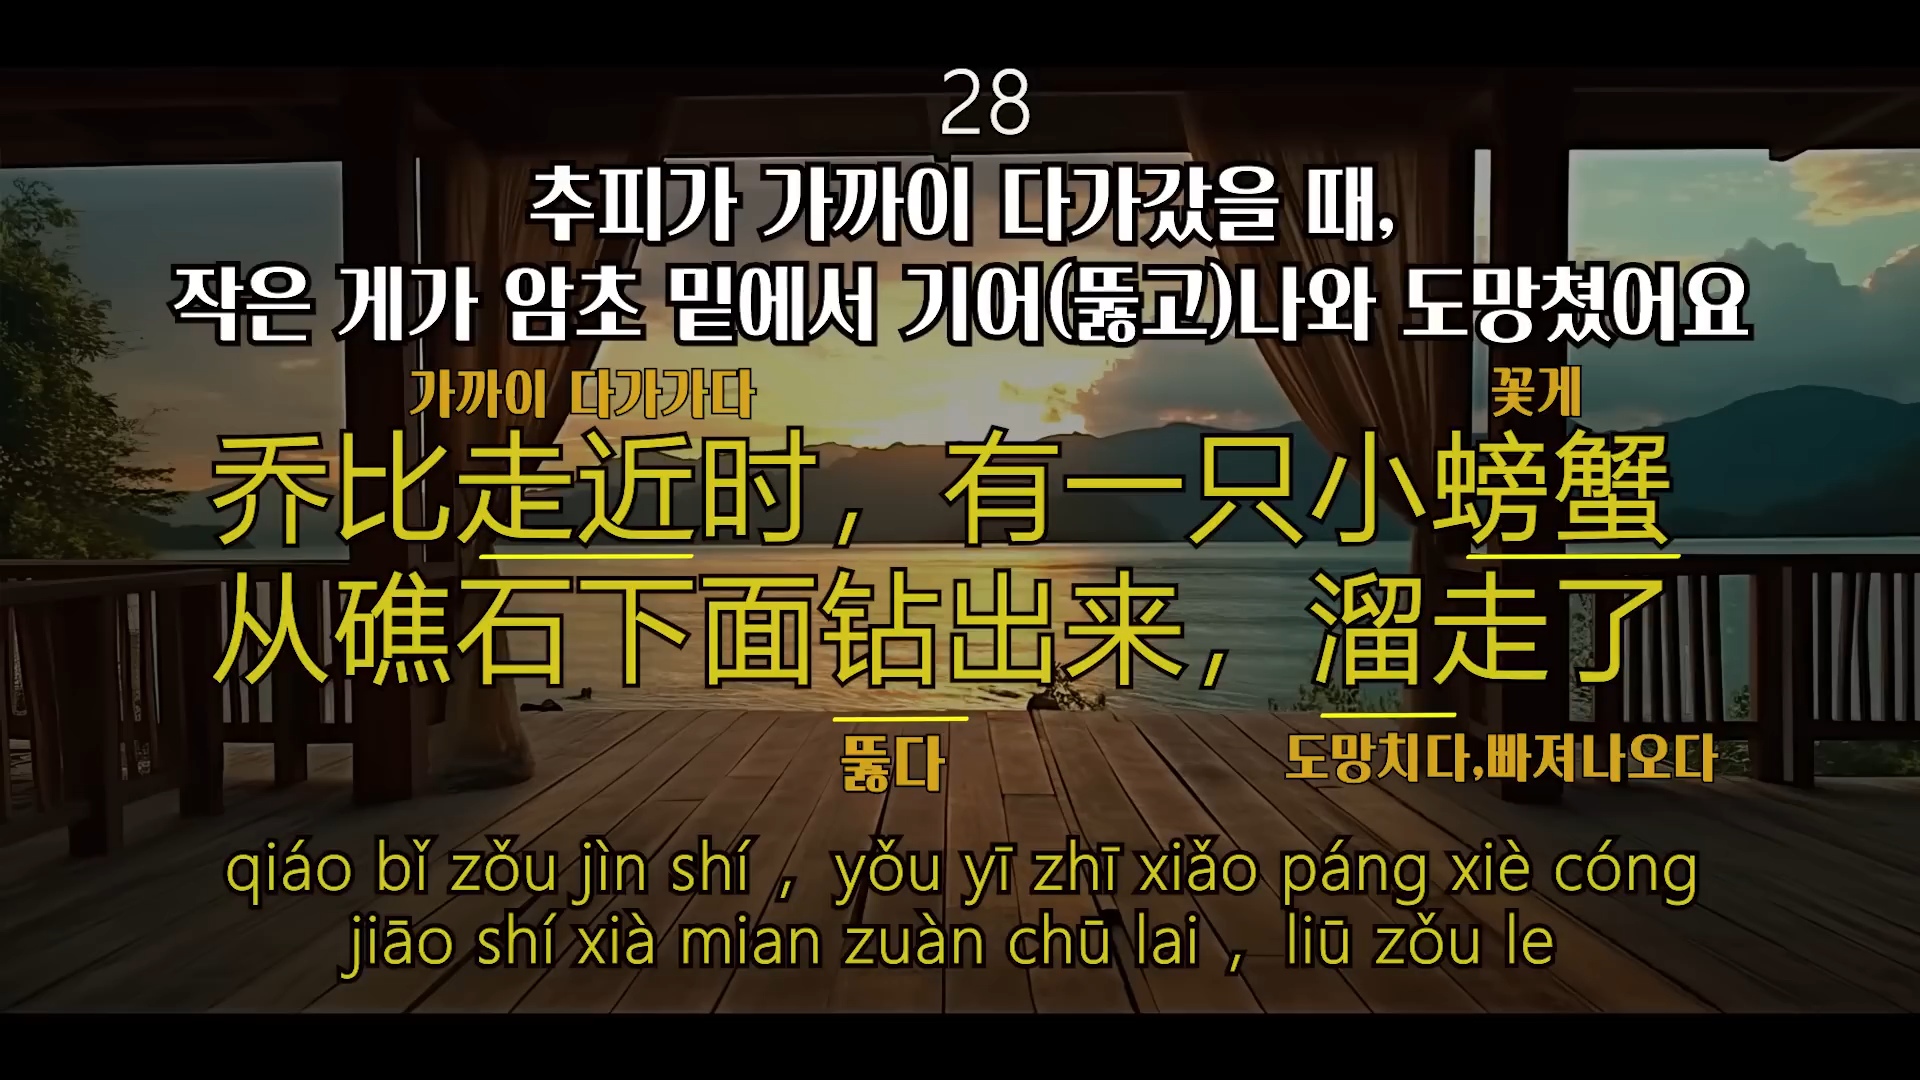 28
추피가 가까이 다가갔을 때,
작은 게가 암초 밑에서 기어(뚫고)나와 도망쳤어요
가까이 다가가다 꽃게
乔比走近时，有一只小螃蟹
从礁石下面钻出来，溜走了
뚫다 도망치다,빠져나오다
qiáo bǐ zǒu jìn shí ，yǒu yī zhī xiǎo páng xiè cóng
jiāo shí xià mian zuàn chū lai ，liū zǒu le